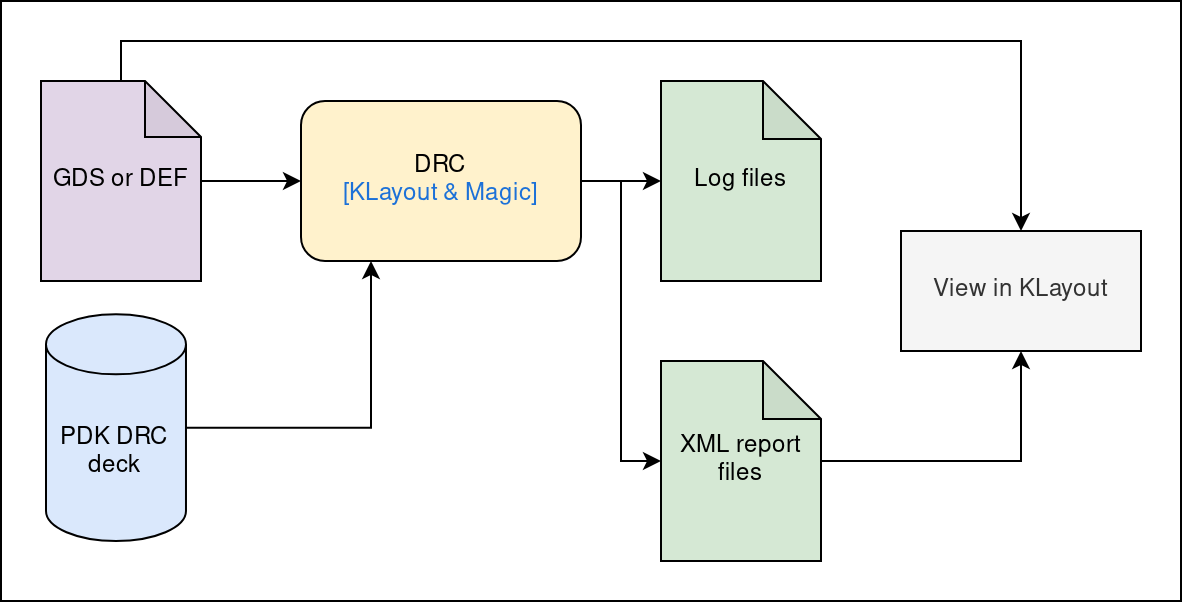 GDS or DEF
DRC
[KLayout & Magic]
Log files
View in KLayout
PDK DRC
deck
XML report
files